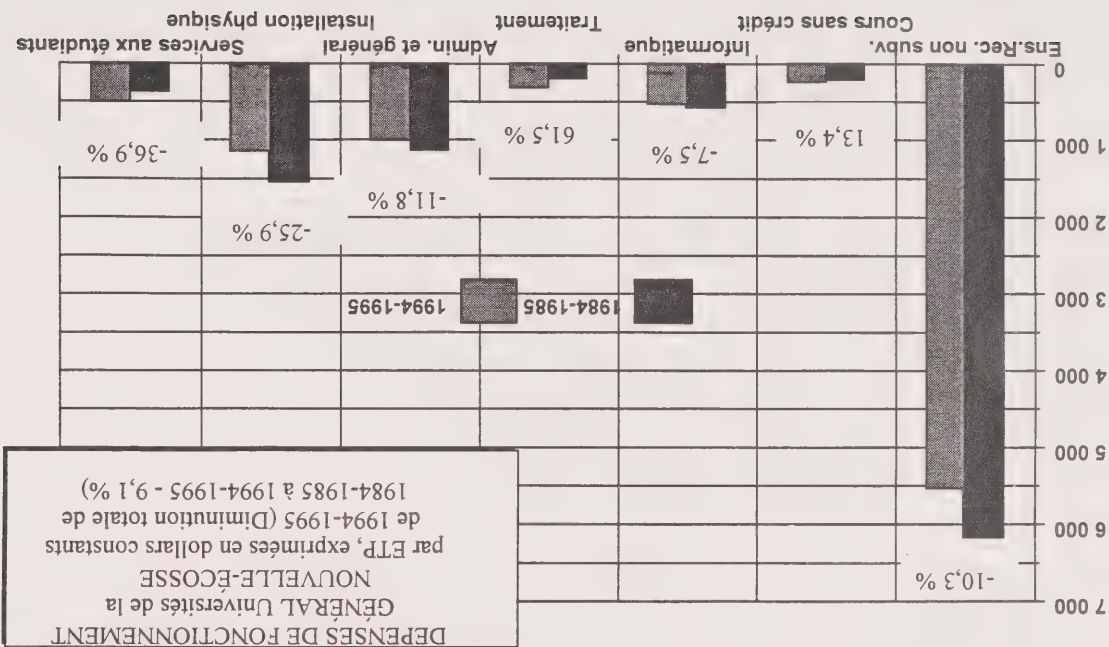 DEPENSES DE FONCTIONNEMENT
GÉNÉRAL Universités de la
NOUVELLE-ÉCOSSE
par ETP, exprimées en dollars constants
de 1994-1995 (Diminution totale de
1984-1985 à 1994-1995 - 9,1 %)
7 000
6 000
5 000
4 000
3 000
2 000
1 000
0
1984-1985
1994-1995
-10,3 %
13,4 %
-7,5 %
61,5 %
-11,8 %
-25,9 %
-36,9 %
Ens.Rec. non subv.
Cours sans crédit
Informatique
Traitement
Admin. et général
Installation physique
Services aux étudiants